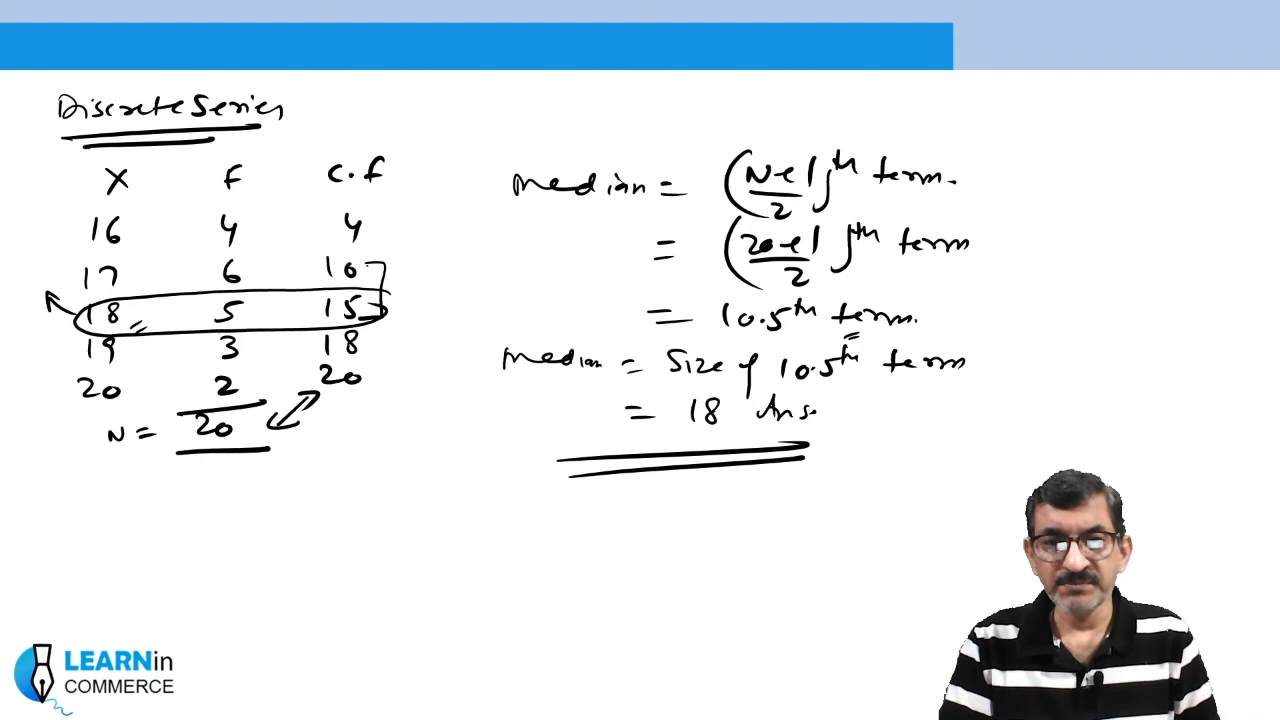 Discrete Series
X F C.f
16 4 4
17 6 10
18 5 15
19 3 18
20 2 20
N = 20
Median = (N+1/2)th term.
= (20+1/2)th term
= 10.5th term.
Median = Size of 10.5th term
= 18 Ans.
LEARNin
COMMERCE